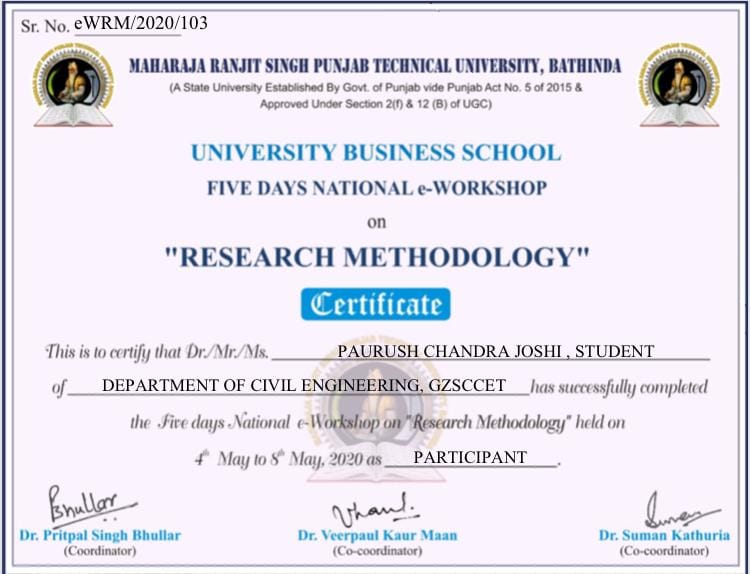 Sr. No. eWRM/2020/103
MAHARAJA RANJIT SINGH PUNJAB TECHNICAL UNIVERSITY, BATHINDA
(A State University Established By Govt. of Punjab vide Punjab Act No. 5 of 2015 &
Approved Under Section 2(f) & 12 (B) of UGC)
UNIVERSITY BUSINESS SCHOOL
FIVE DAYS NATIONAL e-WORKSHOP
on
"RESEARCH METHODOLOGY"
Certificate
This is to certify that Dr./Mr./Ms. PAURUSH CHANDRA JOSHI , STUDENT
of DEPARTMENT OF CIVIL ENGINEERING, GZSCCET has successfully completed
the Five days National e-Workshop on "Research Methodology" held on
4th May to 8th May, 2020 as PARTICIPANT.
Bhullar
Dr. Pritpal Singh Bhullar Dr. Veerpaul Kaur Maan Dr. Suman Kathuria
(Coordinator) (Co-coordinator) (Co-coordinator)